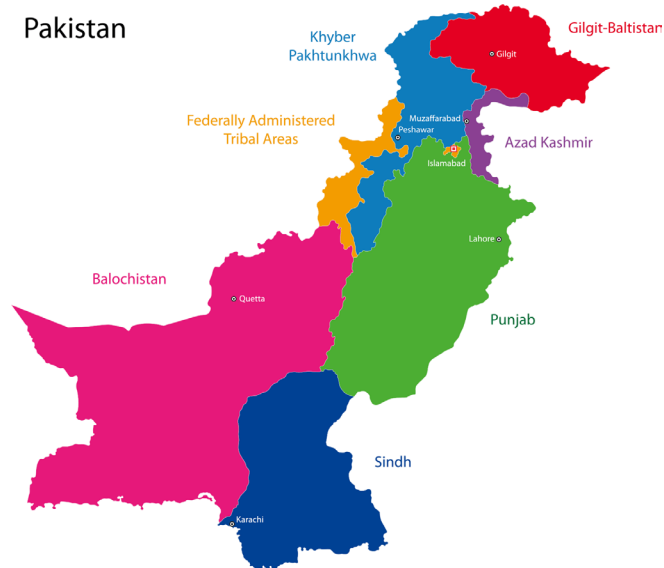 Pakistan
Gilgit-Baltistan
Khyber
Pakhtunkhwa
Gilgit
Federally Administered
Tribal Areas
Muzaffarabad
Peshawar
Azad Kashmir
Islamabad
Lahore
Balochistan
Quetta
Punjab
Sindh
Karachi